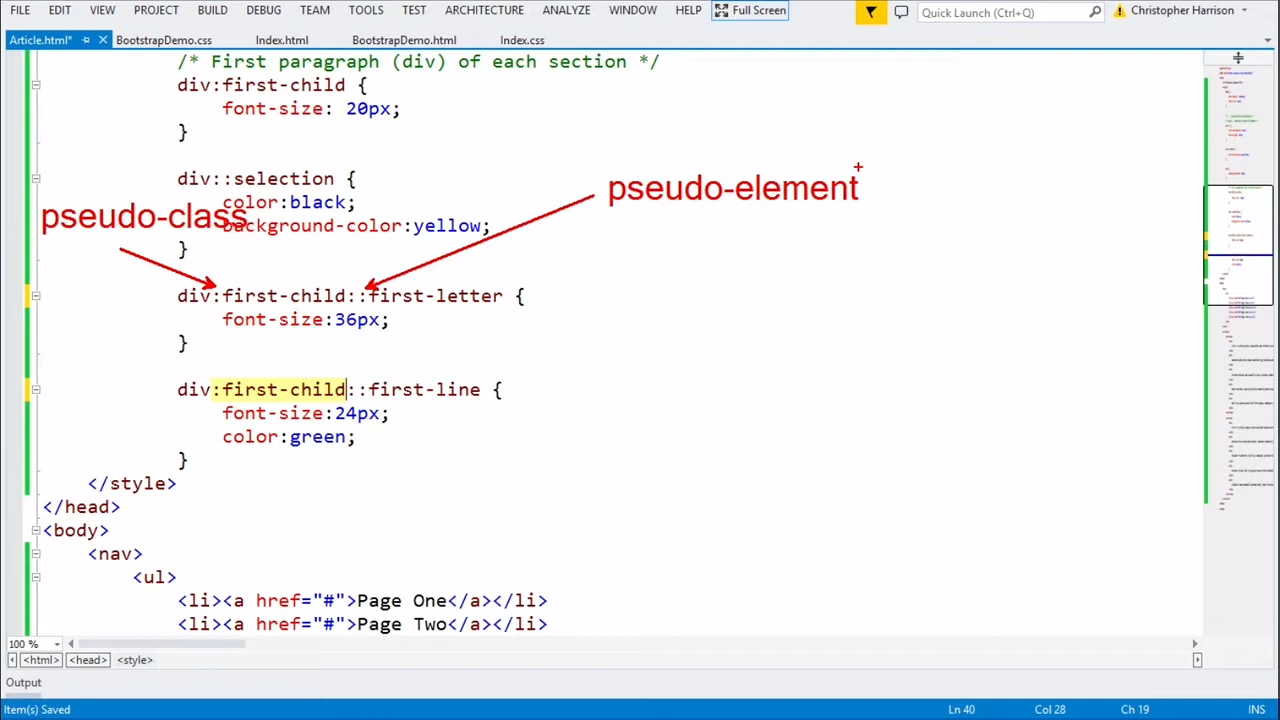 FILE EDIT VIEW PROJECT BUILD DEBUG TEAM TOOLS TEST ARCHITECTURE ANALYZE WINDOW HELP Full Screen Quick Launch (Ctrl+Q) Christopher Harrison
Article.html* BootstrapDemo.css Index.html BootstrapDemo.html Index.css
/* First paragraph (div) of each section */
div:first-child {
font-size: 20px;
}
div::selection {
color:black;
background-color:yellow;
}
pseudo-class
pseudo-element
div:first-child::first-letter {
font-size:36px;
}
div:first-child::first-line {
font-size:24px;
color:green;
}
</style>
</head>
<body>
<nav>
<ul>
<li><a href="#">Page One</a></li>
<li><a href="#">Page Two</a></li>
100 %
<html> <head> <style>
Output
Item(s) Saved Ln 40 Col 28 Ch 19 INS